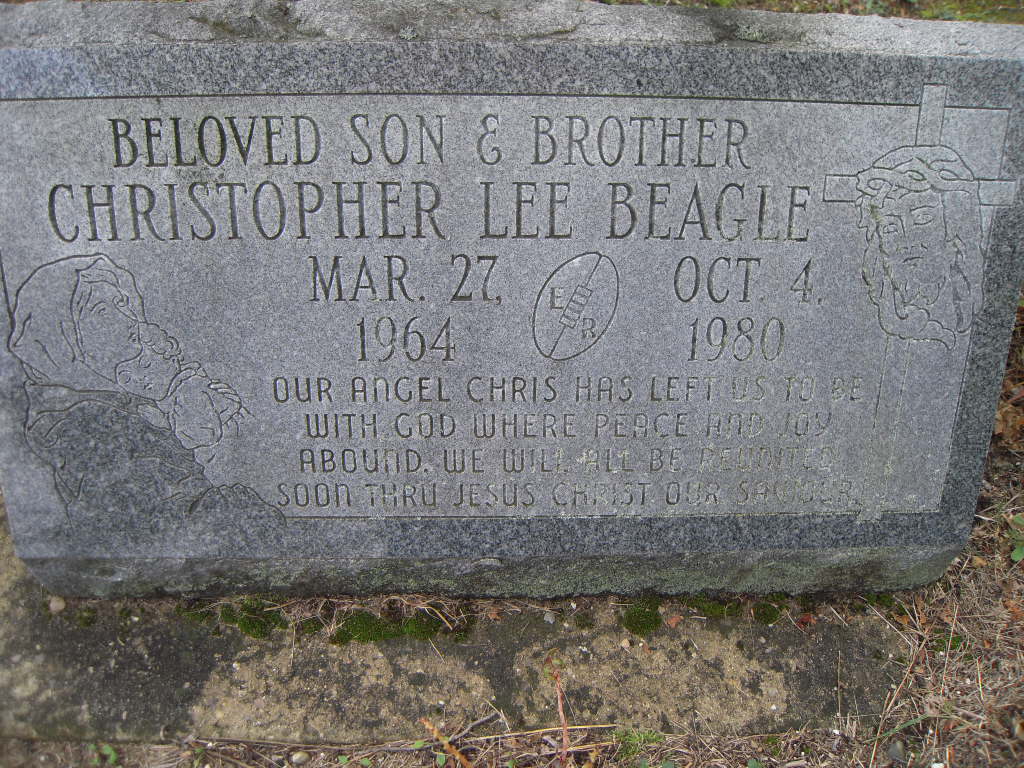 BELOVED SON & BROTHER
CHRISTOPHER LEE BEAGLE
MAR. 27, OCT. 4,
E
R
1964 1980
OUR ANGEL CHRIS HAS LEFT US TO BE
WITH GOD WHERE PEACE AND JOY
ABOUND. WE WILL ALL BE REUNITED
SOON THRU JESUS CHRIST OUR SAVIOUR.